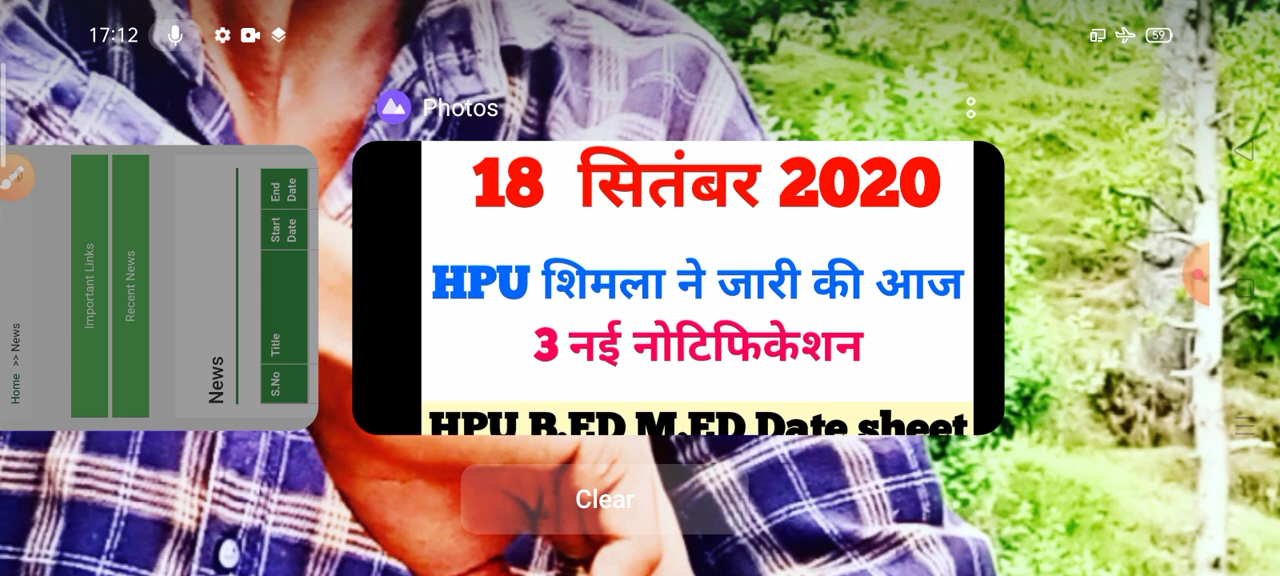 17:12
59
Photos
18 सितंबर 2020
HPU शिमला ने जारी की आज
3 नई नोटिफिकेशन
HPU B.ED M.ED Date sheet
Home >> News
Important Links
Recent News
News
S.No Title Start Date End Date
Clear